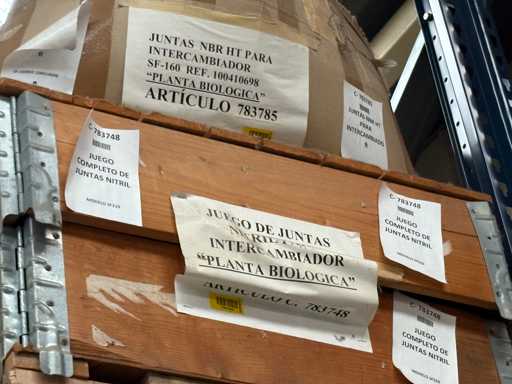 JUNTAS NBR HT PARA
INTERCAMBIADOR
SF-160 REF. 100410698
"PLANTA BIOLOGICA"
ARTICULO 783785
C- 783748
JUEGO
COMPLETO DE
JUNTAS NITRIL
JUEGO DE JUNTAS
INTERCAMBIADOR
"PLANTA BIOLOGICA"
ARTICULO C. 783748
C- 783748
JUEGO
COMPLETO DE
JUNTAS NITRIL
JUEGO
COMPLETO DE
JUNTAS NITRIL